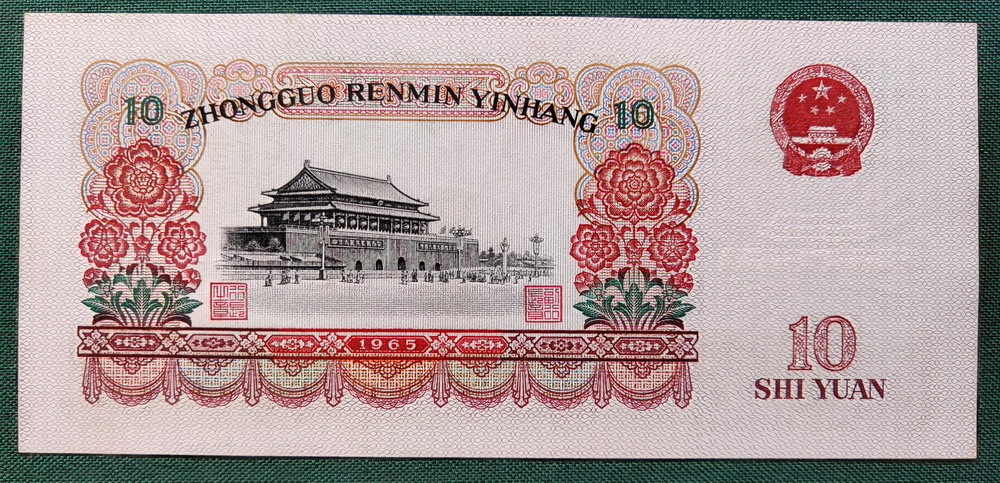 10 ZHONGGUO RENMIN YINHANG 10
1965
10
SHI YUAN